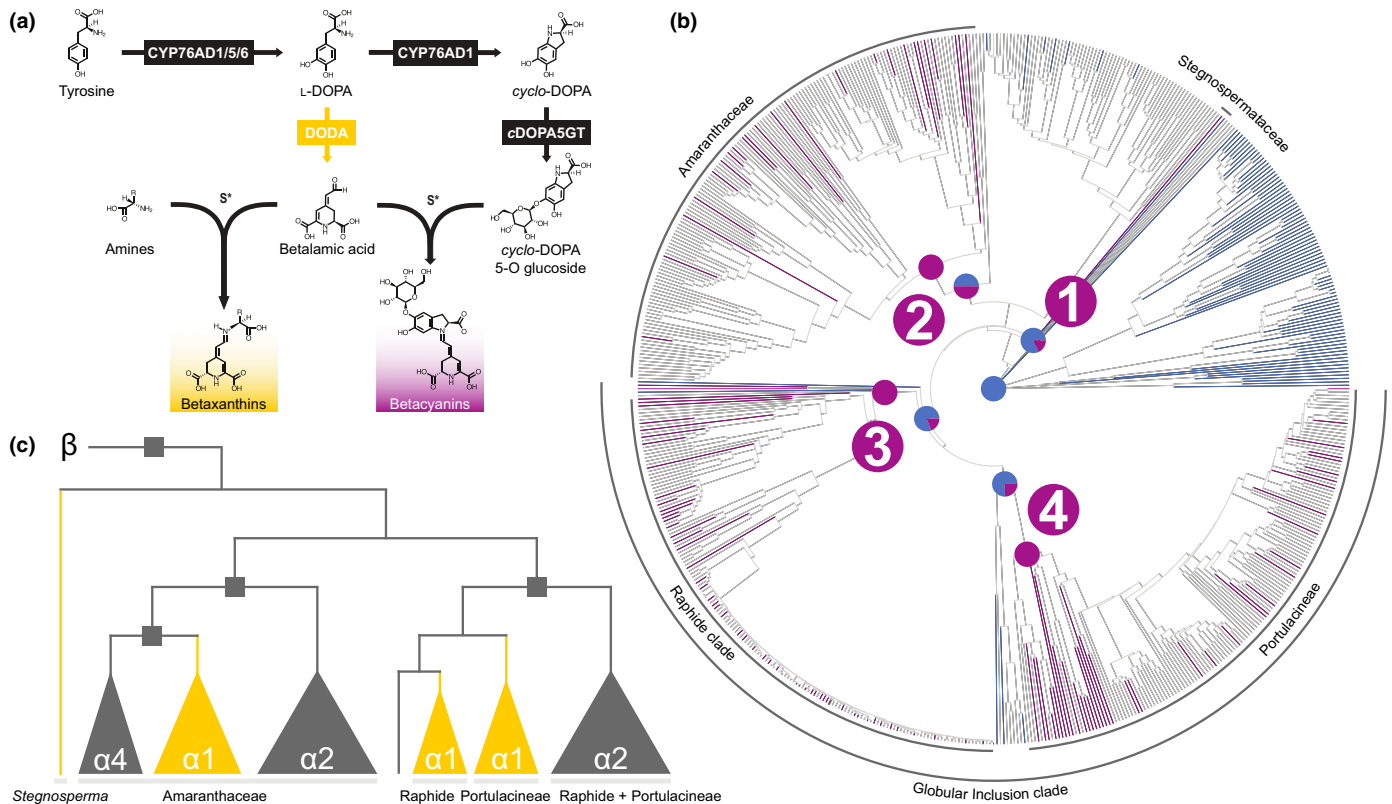 (a)
CYP76AD1/5/6
CYP76AD1
Tyrosine
L-DOPA
cyclo-DOPA
DODA
cDOPA5GT
S*
S*
Amines
Betalamic acid
cyclo-DOPA
5-O glucoside
Betaxanthins
Betacyanins
(b)
Amaranthaceae
Stegnospermataceae
1
2
3
4
Raphide clade
Portulacineae
Globular Inclusion clade
(c)
β
α4
α1
α2
α1
α1
α2
Stegnosperma
Amaranthaceae
Raphide
Portulacineae
Raphide + Portulacineae